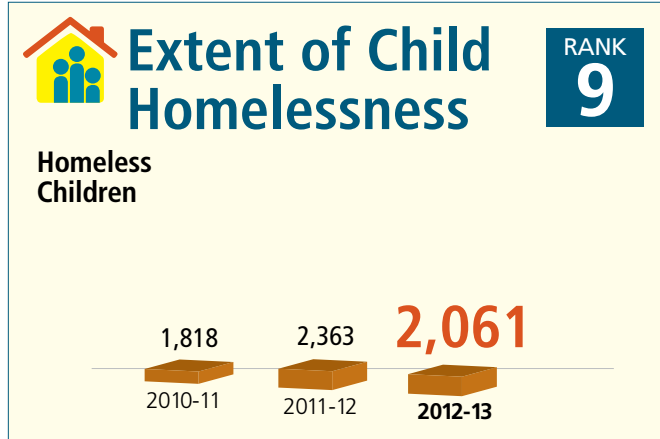 Extent of Child
Homelessness
RANK
9
Homeless
Children
1,818
2,363
2,061
2010-11
2011-12
2012-13